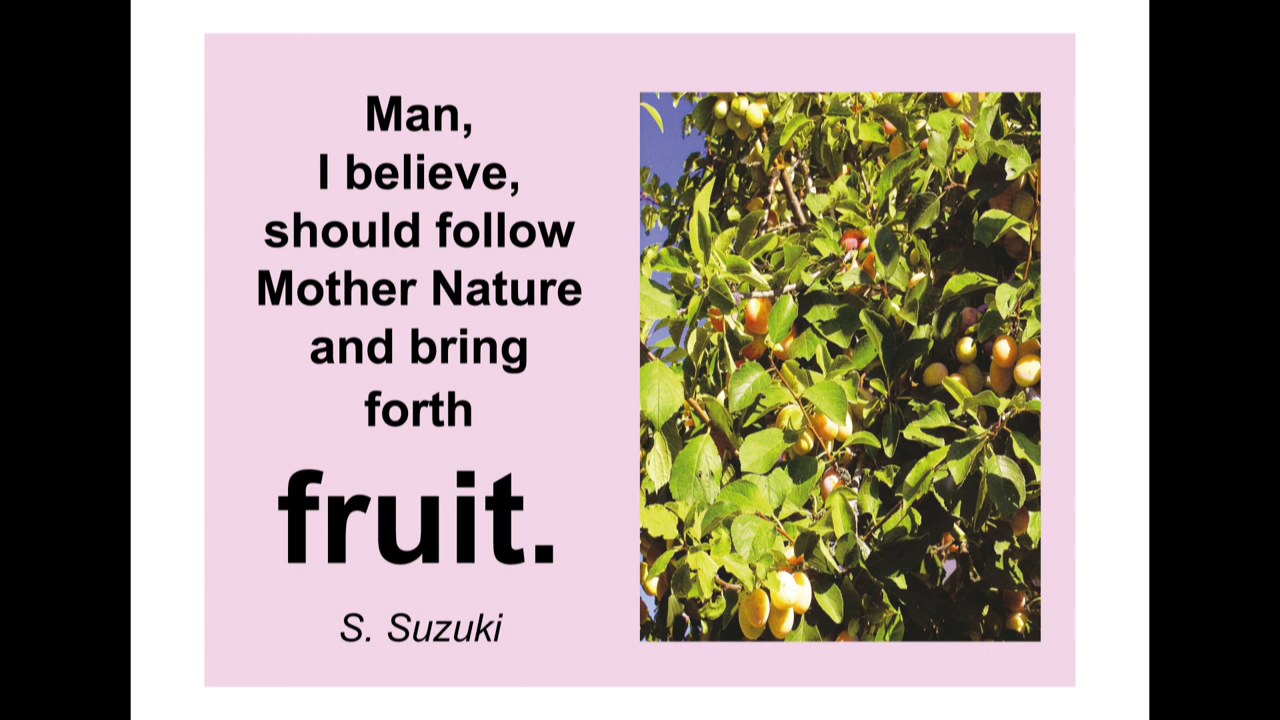 Man,
I believe,
should follow
Mother Nature
and bring
forth
fruit.
S. Suzuki